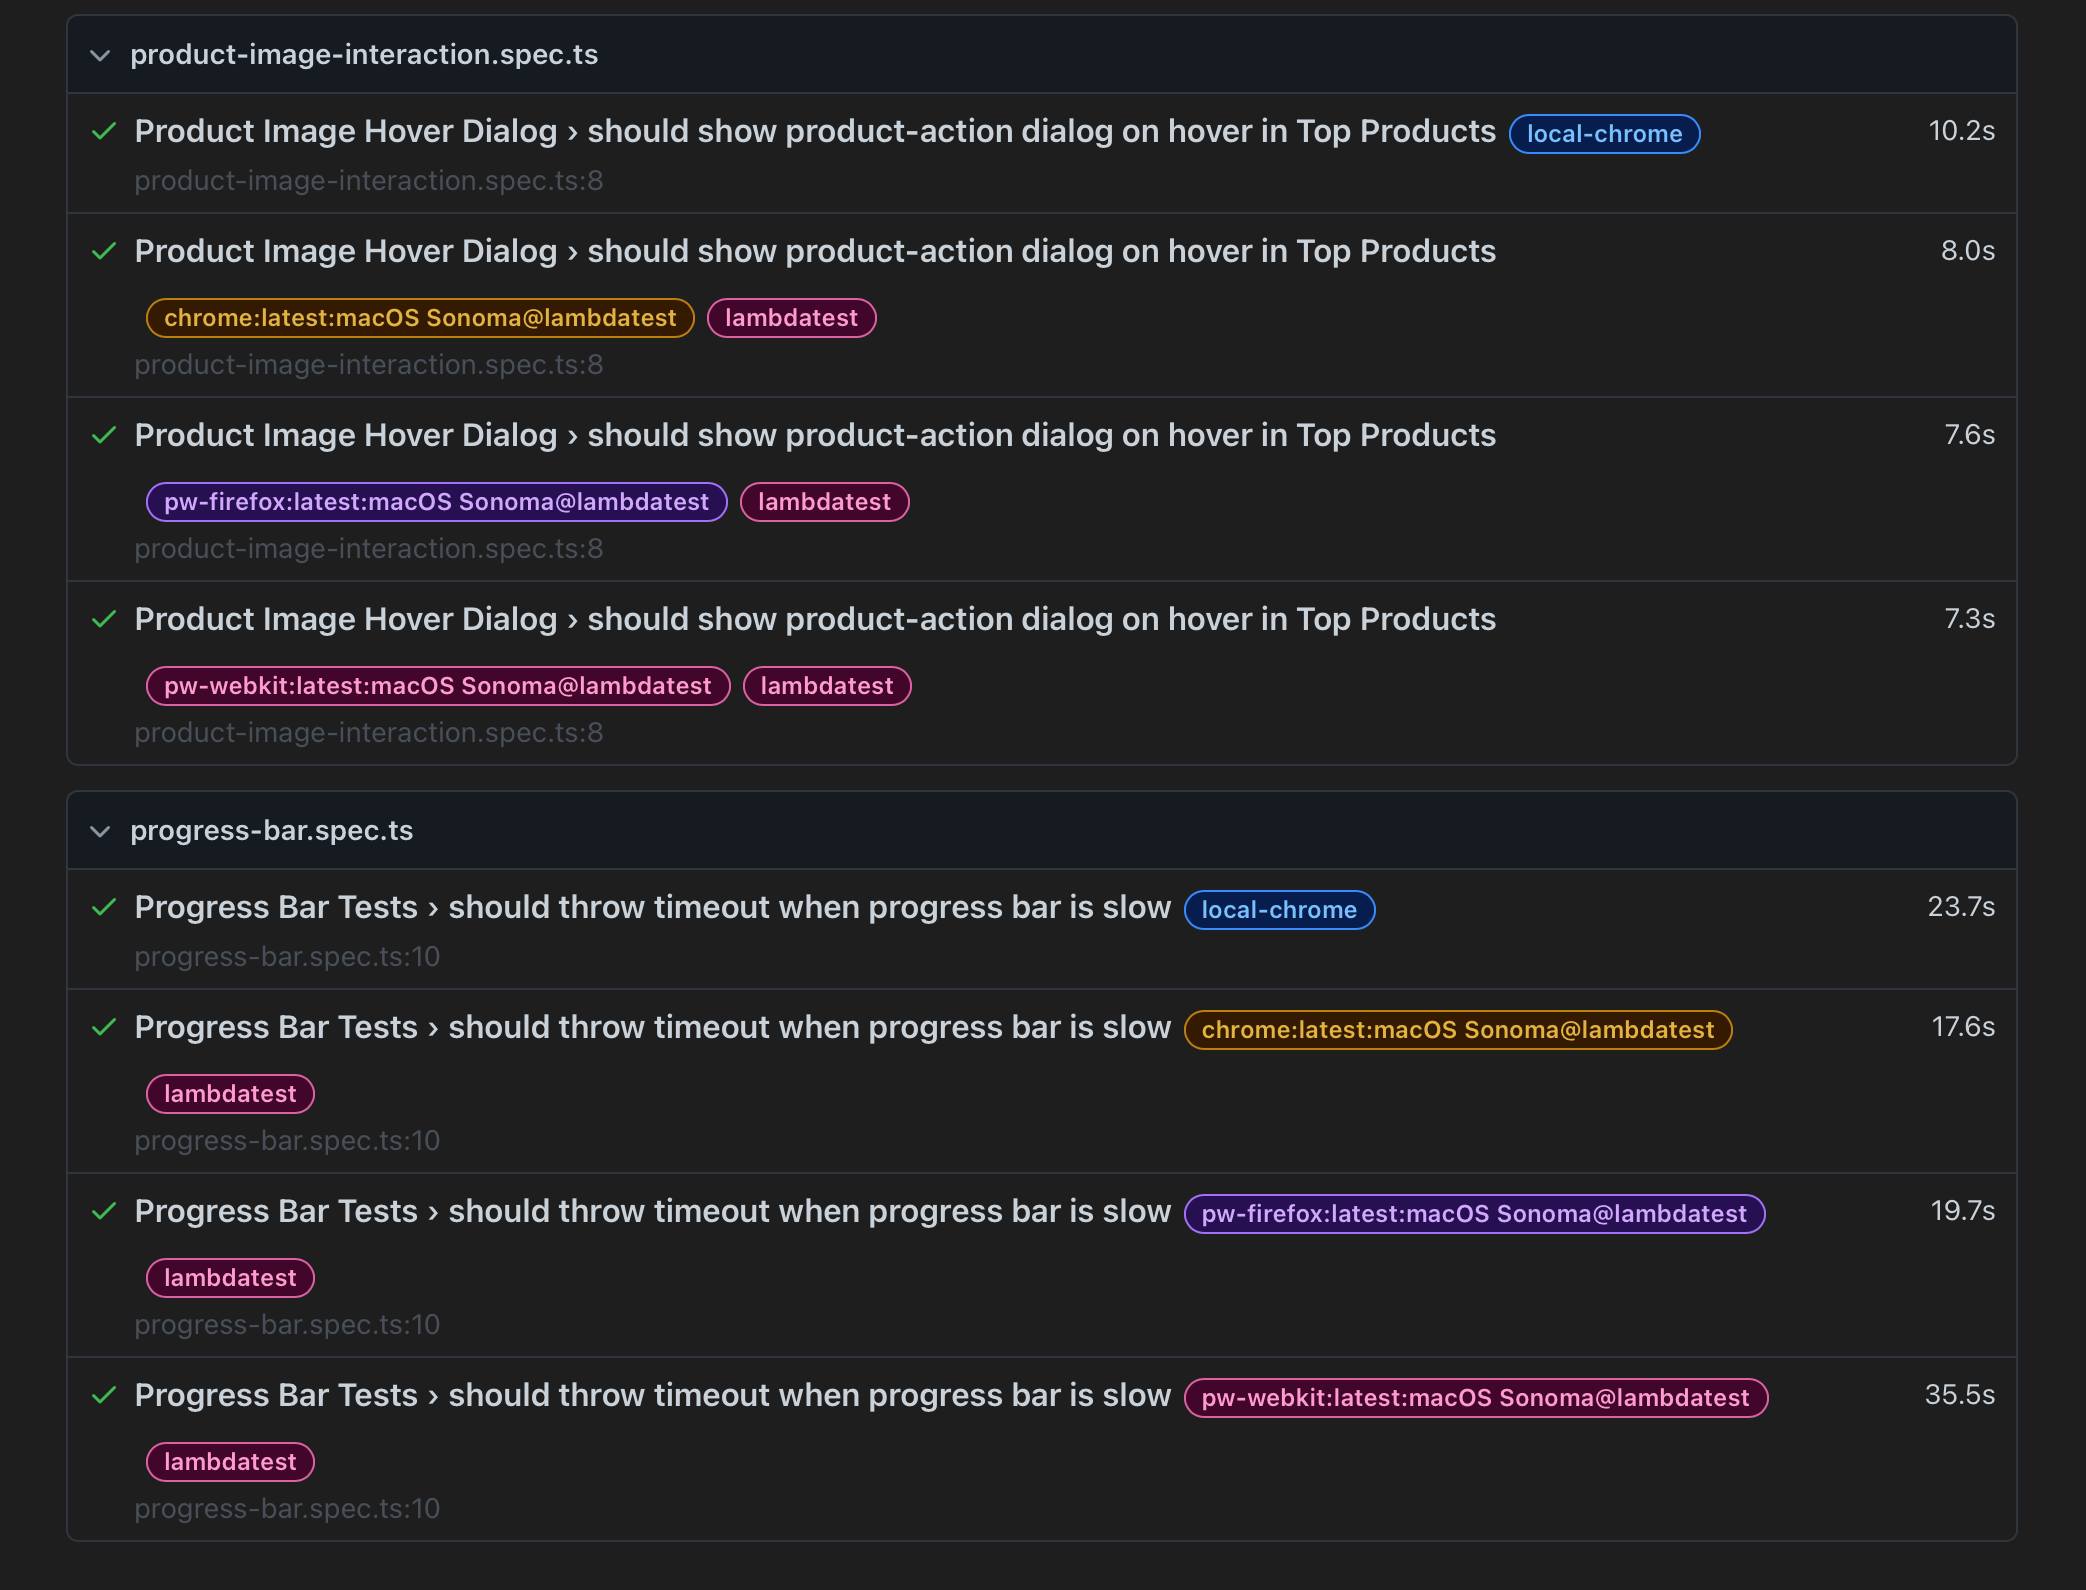 product-image-interaction.spec.ts
Product Image Hover Dialog › should show product-action dialog on hover in Top Products local-chrome 10.2s
product-image-interaction.spec.ts:8
Product Image Hover Dialog › should show product-action dialog on hover in Top Products 8.0s
chrome:latest:macOS Sonoma@lambdatest lambdatest
product-image-interaction.spec.ts:8
Product Image Hover Dialog › should show product-action dialog on hover in Top Products 7.6s
pw-firefox:latest:macOS Sonoma@lambdatest lambdatest
product-image-interaction.spec.ts:8
Product Image Hover Dialog › should show product-action dialog on hover in Top Products 7.3s
pw-webkit:latest:macOS Sonoma@lambdatest lambdatest
product-image-interaction.spec.ts:8
progress-bar.spec.ts
Progress Bar Tests › should throw timeout when progress bar is slow local-chrome 23.7s
progress-bar.spec.ts:10
Progress Bar Tests › should throw timeout when progress bar is slow chrome:latest:macOS Sonoma@lambdatest 17.6s
lambdatest
progress-bar.spec.ts:10
Progress Bar Tests › should throw timeout when progress bar is slow pw-firefox:latest:macOS Sonoma@lambdatest 19.7s
lambdatest
progress-bar.spec.ts:10
Progress Bar Tests › should throw timeout when progress bar is slow pw-webkit:latest:macOS Sonoma@lambdatest 35.5s
lambdatest
progress-bar.spec.ts:10